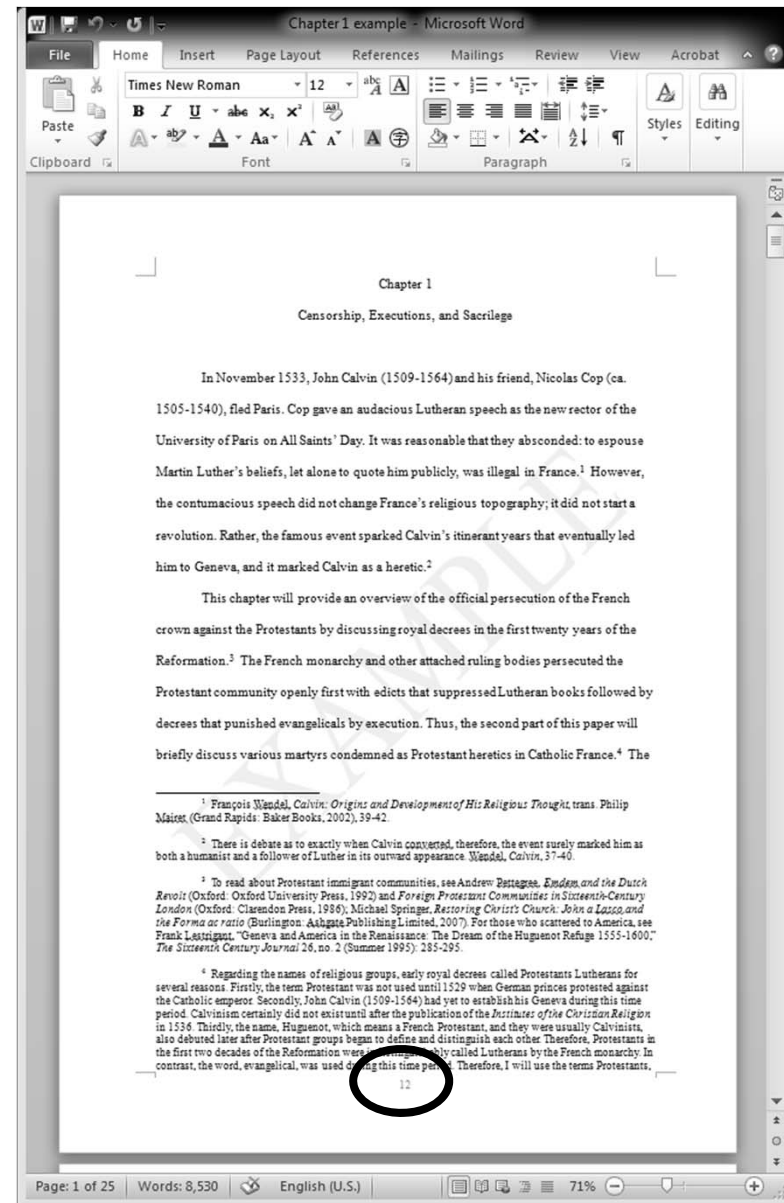 Chapter 1 example - Microsoft Word
File Home Insert Page Layout References Mailings Review View Acrobat
Times New Roman 12
Paste
Styles Editing
Clipboard Font Paragraph
Chapter 1
Censorship, Executions, and Sacrilege
In November 1533, John Calvin (1509-1564) and his friend, Nicolas Cop (ca.
1505-1540), fled Paris. Cop gave an audacious Lutheran speech as the new rector of the
University of Paris on All Saints' Day. It was reasonable that they absconded: to espouse
Martin Luther's beliefs, let alone to quote him publicly, was illegal in France.1 However,
the contumacious speech did not change France's religious topography; it did not start a
revolution. Rather, the famous event sparked Calvin's itinerant years that eventually led
him to Geneva, and it marked Calvin as a heretic.2
This chapter will provide an overview of the official persecution of the French
crown against the Protestants by discussing royal decrees in the first twenty years of the
Reformation.3 The French monarchy and other attached ruling bodies persecuted the
Protestant community openly first with edicts that suppressed Lutheran books followed by
decrees that punished evangelicals by execution. Thus, the second part of this paper will
briefly discuss various martyrs condemned as Protestant heretics in Catholic France.4 The
EXAMPLE
1 François Wendel, Calvin: Origins and Development of His Religious Thought, trans. Philip
Mairet, (Grand Rapids: Baker Books, 2002), 39-42.
2 There is debate as to exactly when Calvin converted, therefore, the event surely marked him as
both a humanist and a follower of Luther in its outward appearance. Wendel, Calvin, 37-40.
3 To read about Protestant immigrant communities, see Andrew Pettegree, Emden and the Dutch
Revolt (Oxford: Oxford University Press, 1992) and Foreign Protestant Communities in Sixteenth-Century
London (Oxford: Clarendon Press, 1986); Michael Springer, Restoring Christ's Church: John a Lasco and
the Forma ac ratio (Burlington: Ashgate Publishing Limited, 2007). For those who scattered to America, see
Frank Lestrigant, "Geneva and America in the Renaissance: The Dream of the Huguenot Refuge 1555-1600,"
The Sixteenth Century Journal 26, no. 2 (Summer 1995): 285-295.
4 Regarding the names of religious groups, early royal decrees called Protestants Lutherans for
several reasons. Firstly, the term Protestant was not used until 1529 when German princes protested against
the Catholic emperor. Secondly, John Calvin (1509-1564) had yet to establish his Geneva during this time
period. Calvinism certainly did not exist until after the publication of the Institutes of the Christian Religion
in 1536. Thirdly, the name, Huguenot, which means a French Protestant, and they were usually Calvinists,
also debuted later after Protestant groups began to define and distinguish each other. Therefore, Protestants in
the first two decades of the Reformation were called Lutherans by the French monarchy. In
contrast, the word, evangelical, was used during this time period. Therefore, I will use the terms Protestants,
12
Page: 1 of 25 Words: 8,530 English (U.S.) 71%